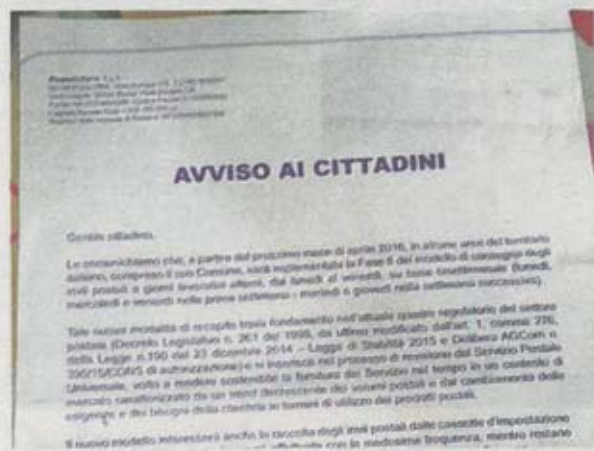 Posteitaliane
AVVISO AI CITTADINI
Gentile cittadino,
Le comunichiamo che, a partire dal prossimo mese di aprile 2016, in alcune aree del territorio
italiano, compreso il suo Comune, sarà implementata la Fase II del modello di consegna degli
invii postali a giorni lavorativi alterni, dal lunedì al venerdì, su base bisettimanale (lunedì,
mercoledì e venerdì nella prima settimana - martedì e giovedì nella settimana successiva).
Tale nuova modalità di recapito trova fondamento nell'attuale quadro regolatorio del settore
postale (Decreto Legislativo n. 261 del 1999, da ultimo modificato dall'art. 1, comma 276,
della Legge n.190 del 23 dicembre 2014 – Legge di Stabilità 2015 e Delibera AGCom n.
395/15/CONS di autorizzazione) e si inserisce nel processo di revisione del Servizio Postale
Universale, volto a rendere sostenibile la fornitura del Servizio nel tempo in un contesto di
mercato caratterizzato da un trend decrescente dei volumi postali e dal cambiamento delle
esigenze e dei bisogni della clientela in termini di utilizzo dei prodotti postali.
Il nuovo modello interesserà anche la raccolta degli invii postali dalle cassette d'impostazione
effettuata con la medesima frequenza, mentre restano